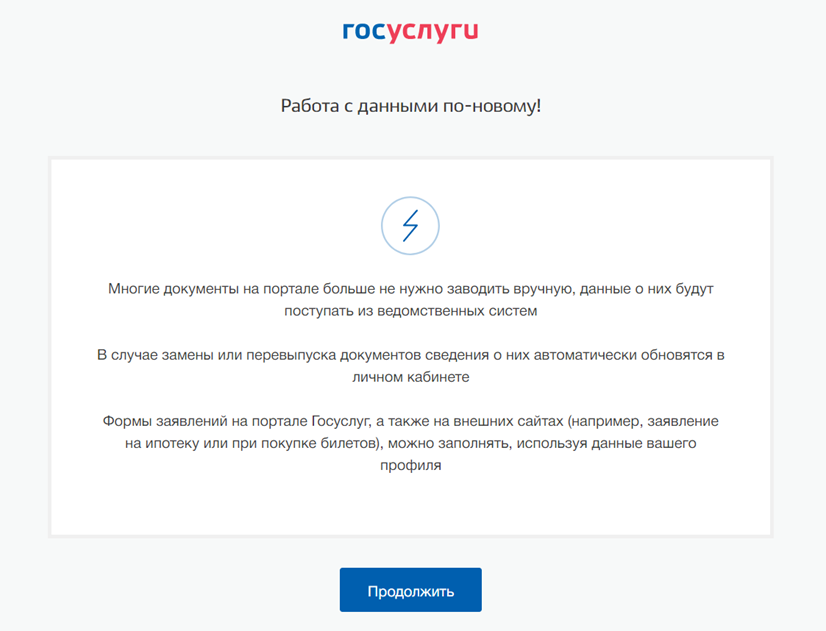 госуслуги
Работа с данными по-новому!
Многие документы на портале больше не нужно заводить вручную, данные о них будут
поступать из ведомственных систем
В случае замены или перевыпуска документов сведения о них автоматически обновятся в
личном кабинете
Формы заявлений на портале Госуслуг, а также на внешних сайтах (например, заявление
на ипотеку или при покупке билетов), можно заполнять, используя данные вашего
профиля
Продолжить